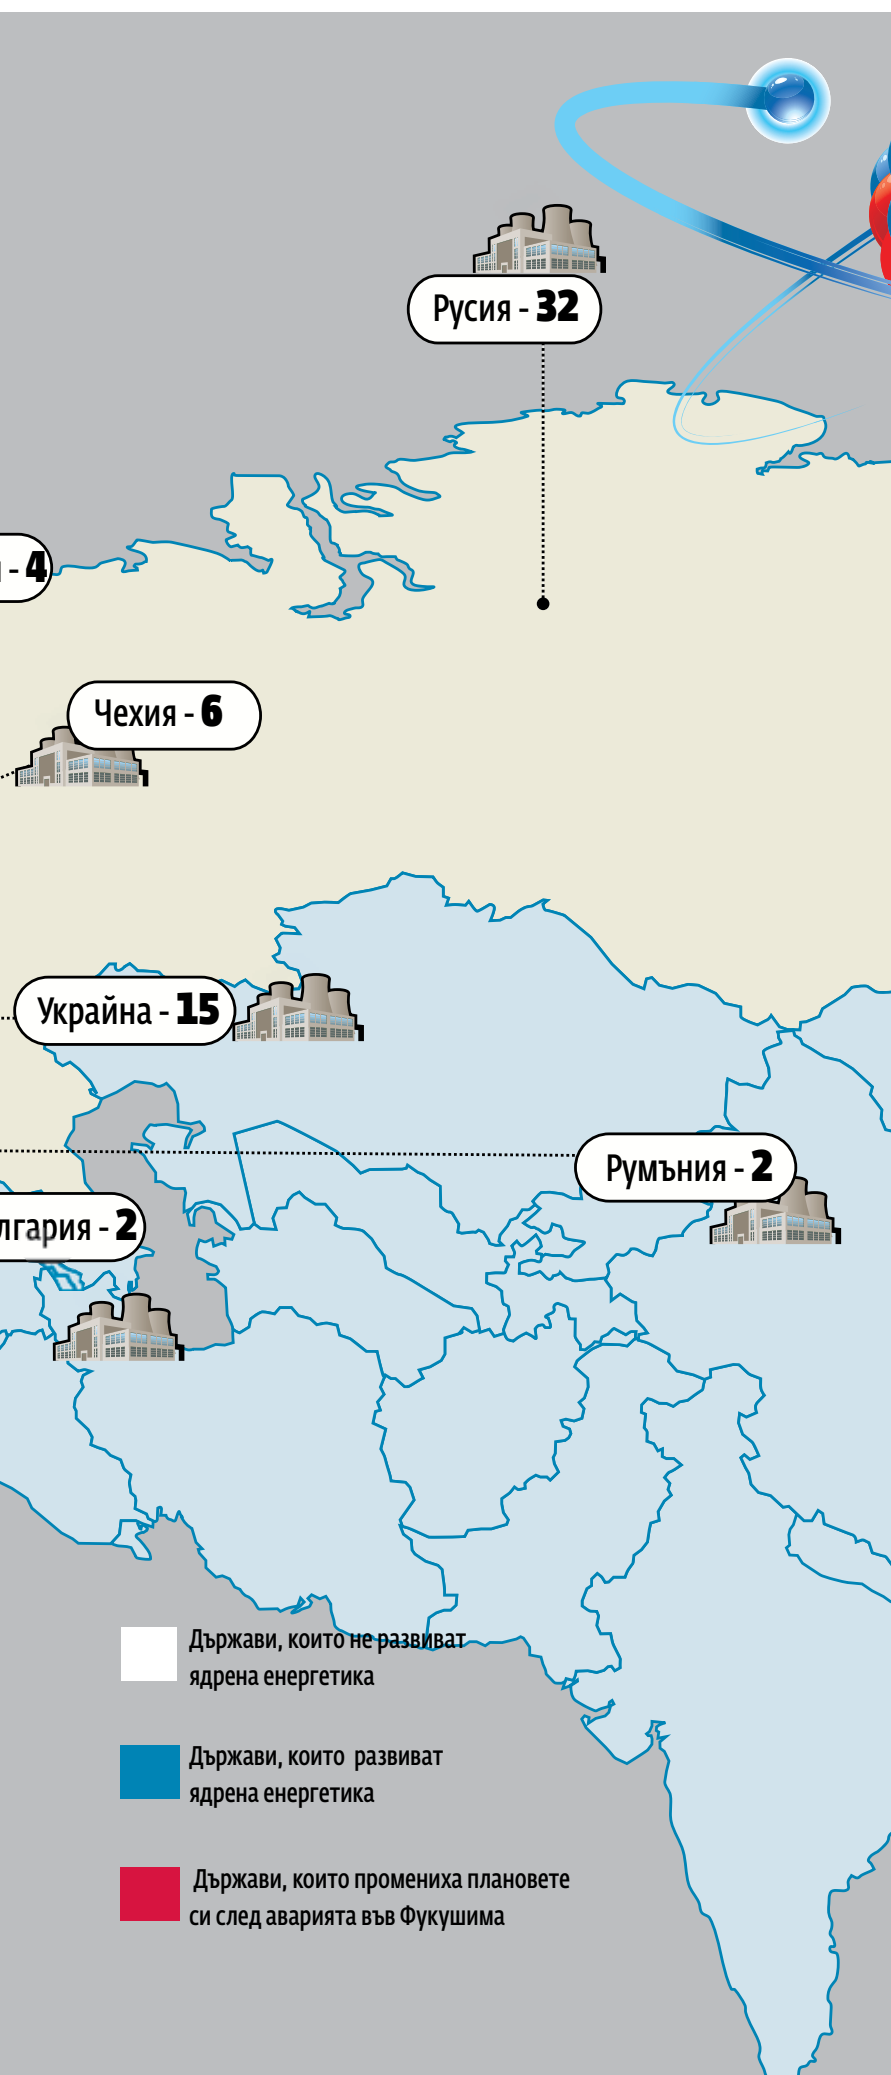 Русия - 32
- 4
Чехия - 6
Украйна - 15
Румъния - 2
лгария - 2
Държави, които не развиват
ядрена енергетика
Държави, които развиват
ядрена енергетика
Държави, които промениха плановете
си след аварията във Фукушима